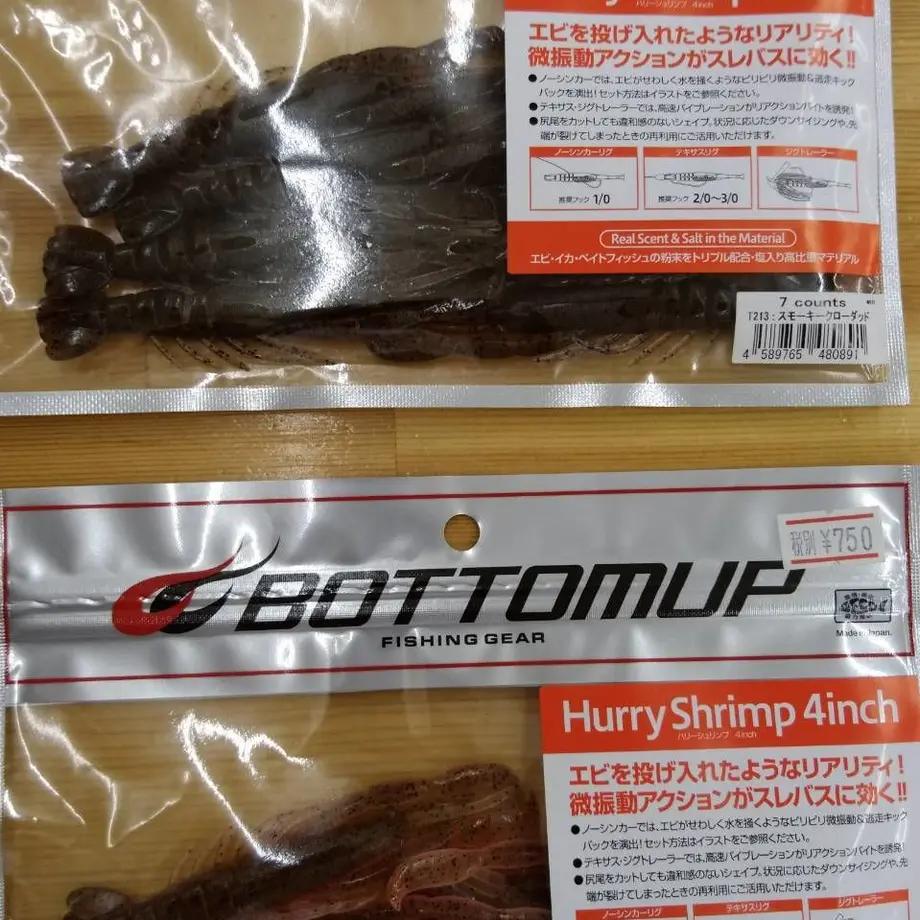 ハリーシュリンプ 4inch
エビを投げ入れたようなリアリティ!
微振動アクションがスレバスに効く!!
●ノーシンカーでは、エビがせわしく水を掻くようなピリピリ微振動&逃走キック
バックを演出!セット方法はイラストをご参照ください。
●テキサス・ジグトレーラーでは、高速バイブレーションがリアクションバイトを誘発!
●尻尾をカットしても違和感のないシェイプ。状況に応じたダウンサイジングや、先
端が裂けてしまったときの再利用にご活用いただけます。
ノーシンカーリグ テキサスリグ ジグトレーラー
推奨フック 1/0 推奨フック 2/0〜3/0
Real Scent & Salt in the Material
エビ・イカ・ベイトフィッシュの粉末をトリプル配合・塩入り高比重マテリアル
7 counts
T213:スモーキークローダッド
4 589765 480891
税別 ¥750
BOTTOMUP
FISHING GEAR
Made in Japan.
Hurry Shrimp 4inch
ハリーシュリンプ 4inch
エビを投げ入れたようなリアリティ!
微振動アクションがスレバスに効く!!
●ノーシンカーでは、エビがせわしく水を掻くようなピリピリ微振動&逃走キック
バックを演出!セット方法はイラストをご参照ください。
●テキサス・ジグトレーラーでは、高速バイブレーションがリアクションバイトを誘発!
●尻尾をカットしても違和感のないシェイプ。状況に応じたダウンサイジングや、先
端が裂けてしまったときの再利用にご活用いただけます。
ノーシンカーリグ テキサスリグ ジグトレーラー